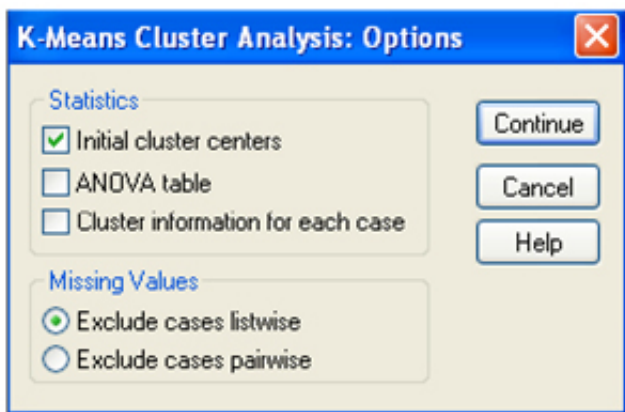 K-Means Cluster Analysis: Options
Statistics
Initial cluster centers
ANOVA table
Cluster information for each case
Missing Values
Exclude cases listwise
Exclude cases pairwise
Continue
Cancel
Help